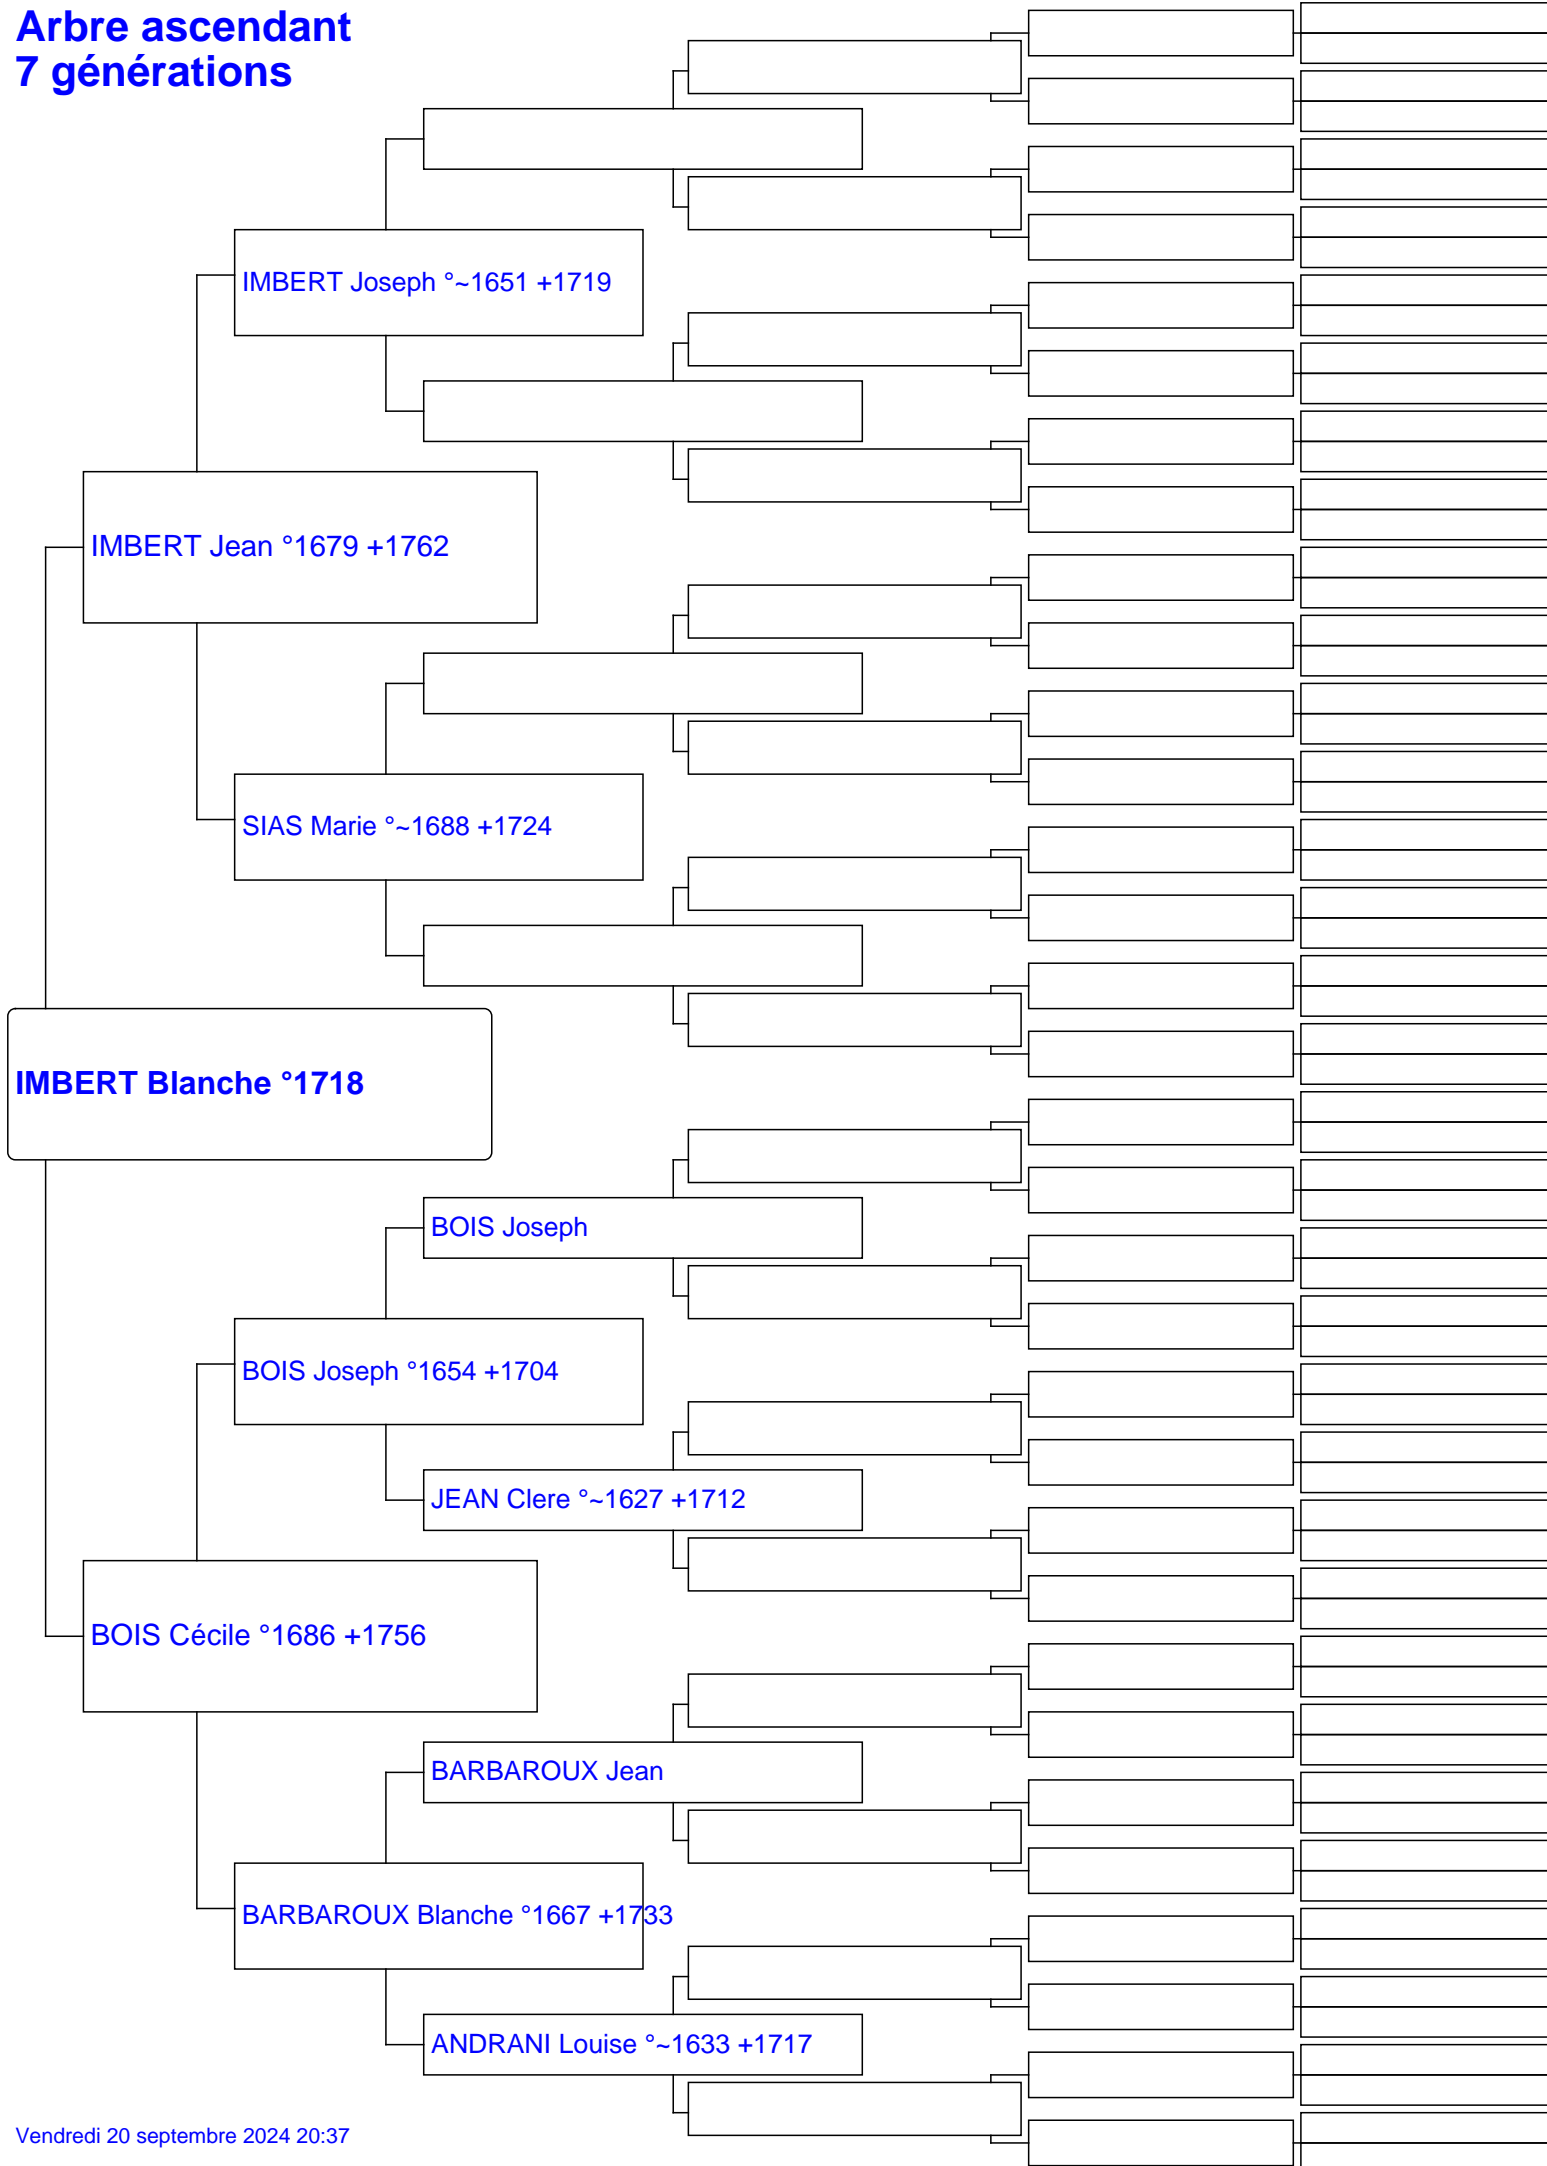 Arbre ascendant
7 générations
IMBERT Joseph °~1651 +1719
IMBERT Jean °1679 +1762
SIAS Marie °~1688 +1724
IMBERT Blanche °1718
BOIS Joseph
BOIS Joseph °1654 +1704
JEAN Clere °~1627 +1712
BOIS Cécile °1686 +1756
BARBAROUX Jean
BARBAROUX Blanche °1667 +1733
ANDRANI Louise °~1633 +1717
Vendredi 20 septembre 2024 20:37